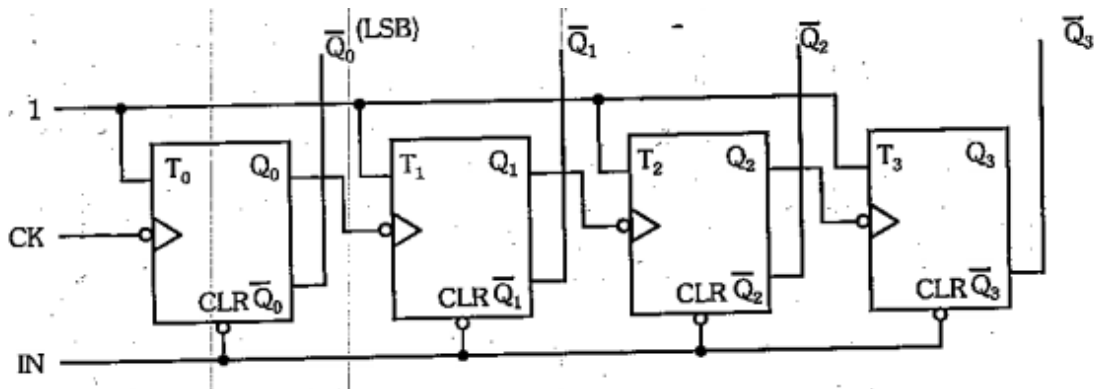 Q̅₀ (LSB) Q̅₁ Q̅₂ Q̅₃
1
T₀ Q₀ T₁ Q₁ T₂ Q₂ T₃ Q₃
CK
CLR Q̅₀ CLR Q̅₁ CLR Q̅₂ CLR Q̅₃
IN